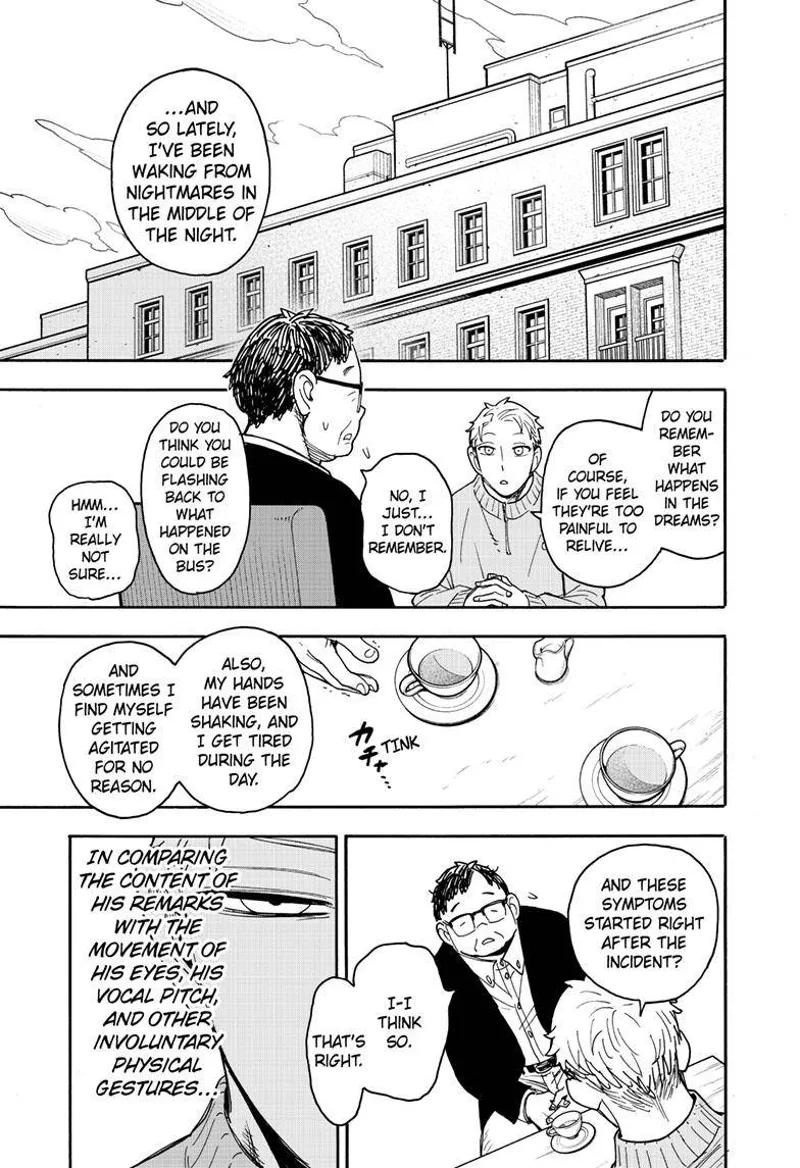 ...AND
SO LATELY,
I'VE BEEN
WAKING FROM
NIGHTMARES IN
THE MIDDLE OF
THE NIGHT.
DO YOU
REMEM-
BER
WHAT
HAPPENS
IN THE
DREAMS?
OF
COURSE,
IF YOU FEEL
THEY'RE TOO
PAINFUL TO
RELIVE...
NO, I
JUST...
I DON'T
REMEMBER.
DO YOU
THINK YOU
COULD BE
FLASHING
BACK TO
WHAT
HAPPENED
ON THE
BUS?
HMM...
I'M
REALLY
NOT
SURE...
カチャ…
TINK
ALSO,
MY HANDS
HAVE BEEN
SHAKING, AND
I GET TIRED
DURING THE
DAY.
AND
SOMETIMES I
FIND MYSELF
GETTING
AGITATED
FOR NO
REASON.
AND THESE
SYMPTOMS
STARTED RIGHT
AFTER THE
INCIDENT?
I-I
THINK
SO.
THAT'S
RIGHT.
IN COMPARING
THE CONTENT OF
HIS REMARKS
WITH THE
MOVEMENT OF
HIS EYES, HIS
VOCAL PITCH,
AND OTHER
INVOLUNTARY
PHYSICAL
GESTURES...